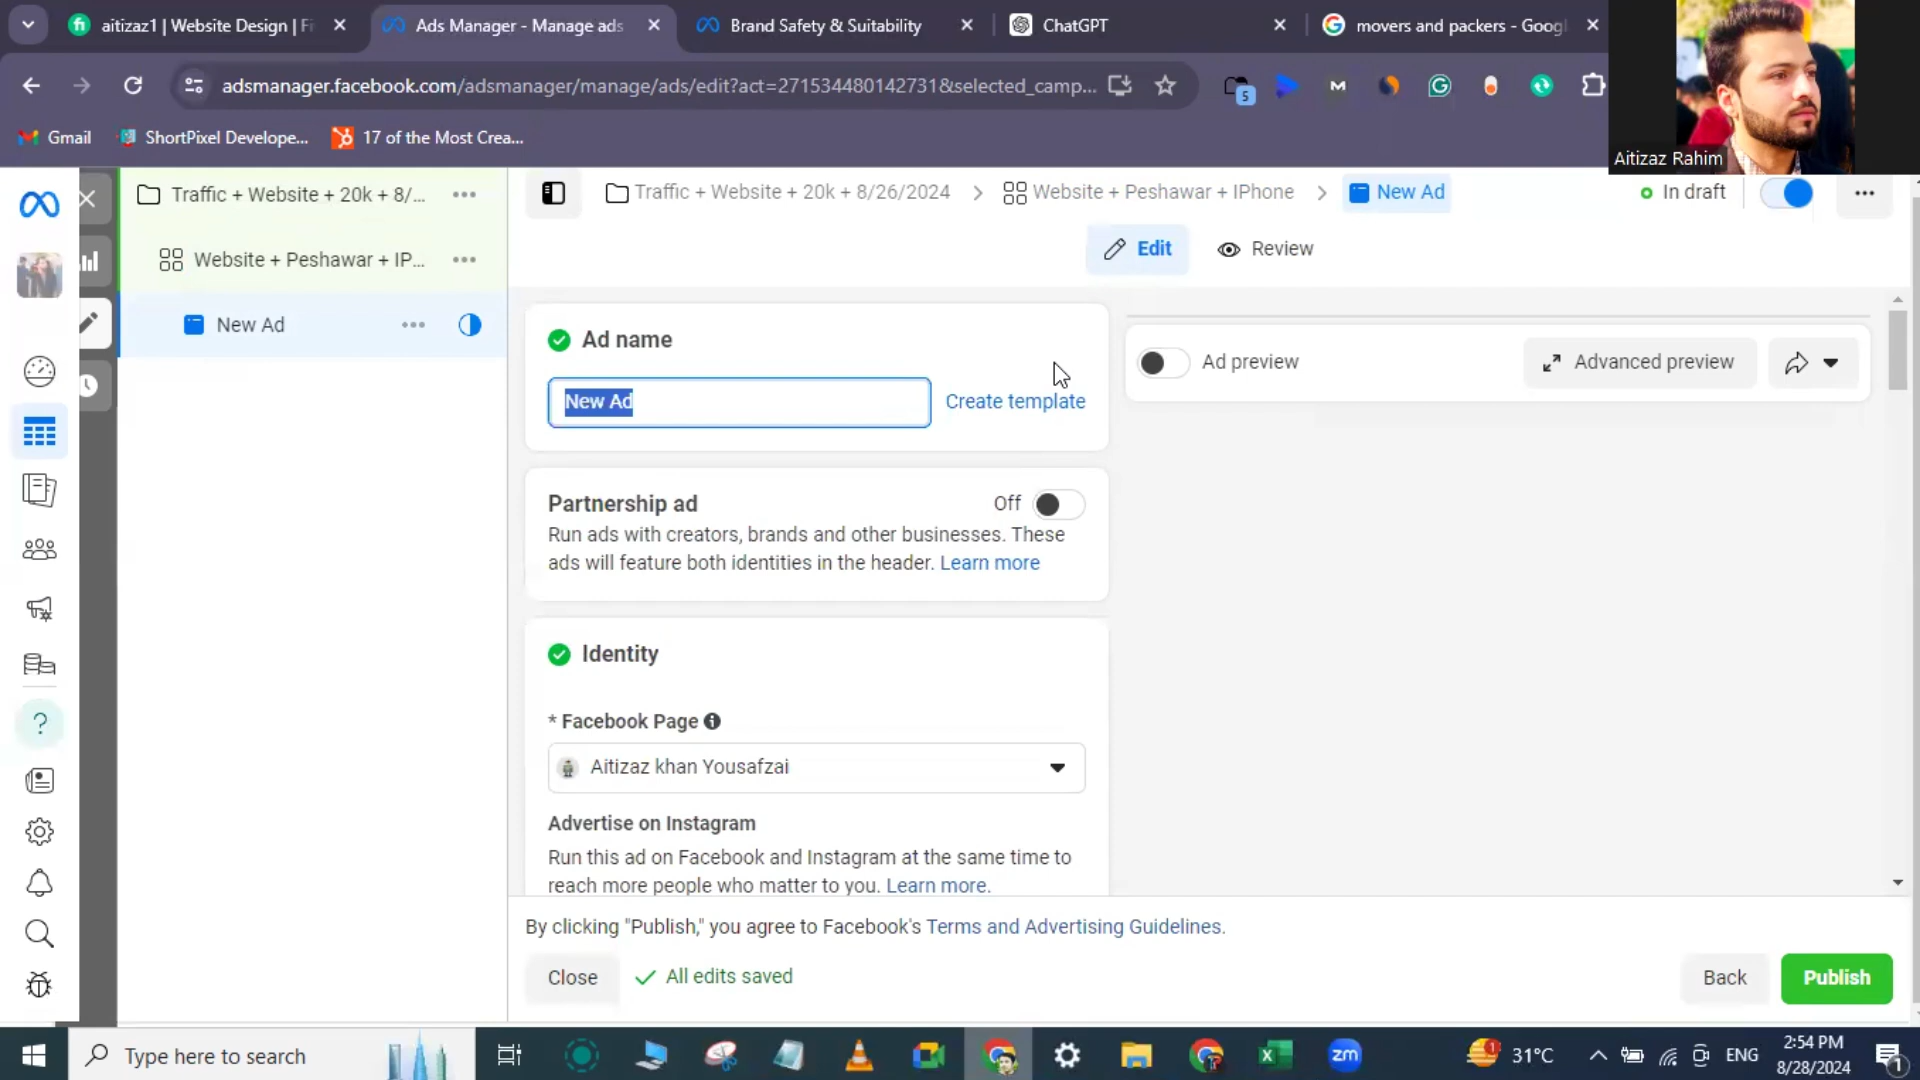 aitizaz1 | Website Design | Fi
Ads Manager - Manage ads
Brand Safety & Suitability
ChatGPT
movers and packers - Goog
adsmanager.facebook.com/adsmanager/manage/ads/edit?act=271534480142731&selected_camp...
5
Gmail
ShortPixel Develope...
17 of the Most Crea...
Aitizaz Rahim
Traffic + Website + 20k + 8/...
Website + Peshawar + IP...
New Ad
Traffic + Website + 20k + 8/26/2024
Website + Peshawar + IPhone
New Ad
In draft
Edit
Review
Ad name
New Ad
Create template
Ad preview
Advanced preview
Partnership ad
Off
Run ads with creators, brands and other businesses. These
ads will feature both identities in the header. Learn more
Identity
* Facebook Page
Aitizaz khan Yousafzai
Advertise on Instagram
Run this ad on Facebook and Instagram at the same time to
reach more people who matter to you. Learn more.
By clicking "Publish," you agree to Facebook's Terms and Advertising Guidelines.
Close
All edits saved
Back
Publish
Type here to search
zm
31°C
ENG
2:54 PM
8/28/2024
1